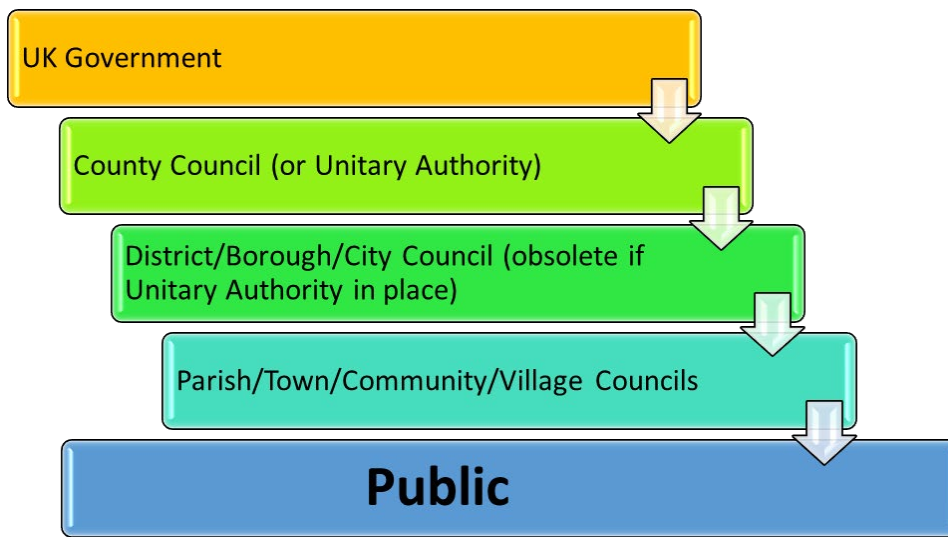 UK Government
County Council (or Unitary Authority)
District/Borough/City Council (obsolete if
Unitary Authority in place)
Parish/Town/Community/Village Councils
Public